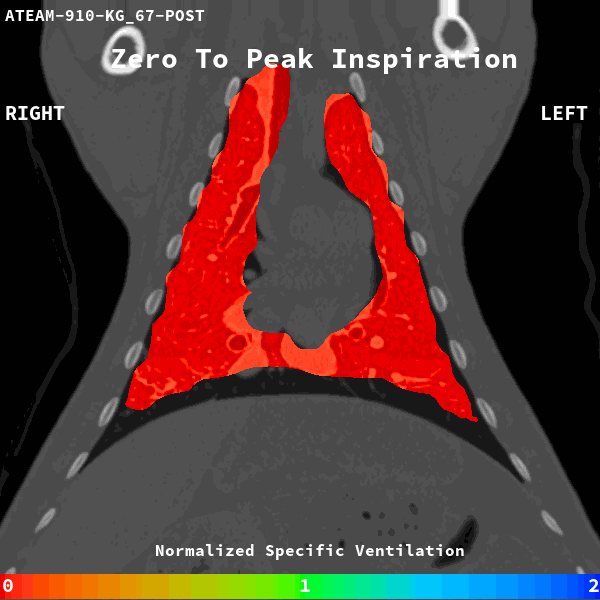 ATEAM-910-KG_67-POST
Zero To Peak Inspiration
RIGHT LEFT
Normalized Specific Ventilation
0 1 2